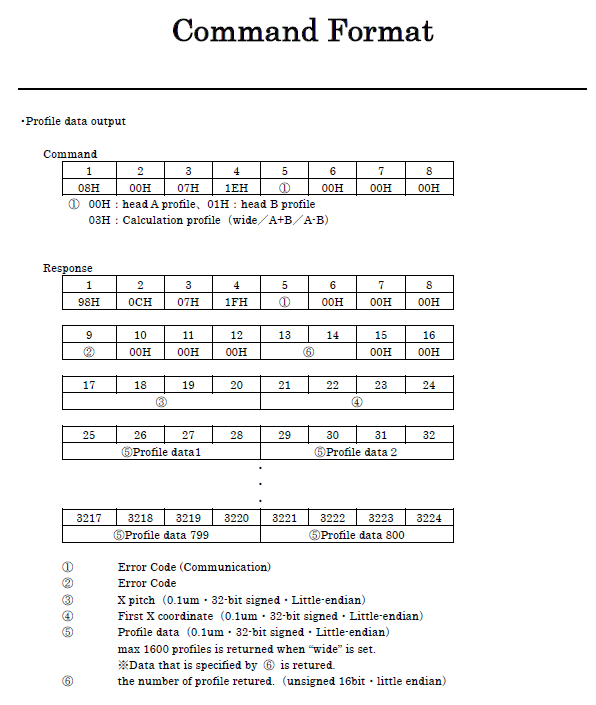 Command Format
・Profile data output
Command
1 2 3 4 5 6 7 8
08H 00H 07H 1EH ① 00H 00H 00H
① 00H：head A profile、01H：head B profile
03H：Calculation profile（wide／A+B／A-B）
Response
1 2 3 4 5 6 7 8
98H 0CH 07H 1FH ① 00H 00H 00H
9 10 11 12 13 14 15 16
② 00H 00H 00H ⑥ 00H 00H
17 18 19 20 21 22 23 24
③ ④
25 26 27 28 29 30 31 32
⑤Profile data1 ⑤Profile data 2
・
・
・
3217 3218 3219 3220 3221 3222 3223 3224
⑤Profile data 799 ⑤Profile data 800
① Error Code (Communication)
② Error Code
③ X pitch（0.1um・32-bit signed・Little-endian）
④ First X coordinate（0.1um・32-bit signed・Little-endian）
⑤ Profile data（0.1um・32-bit signed・Little-endian）
max 1600 profiles is returned when “wide” is set.
※Data that is specified by ⑥ is retured.
⑥ the number of profile retured.（unsigned 16bit・little endian）